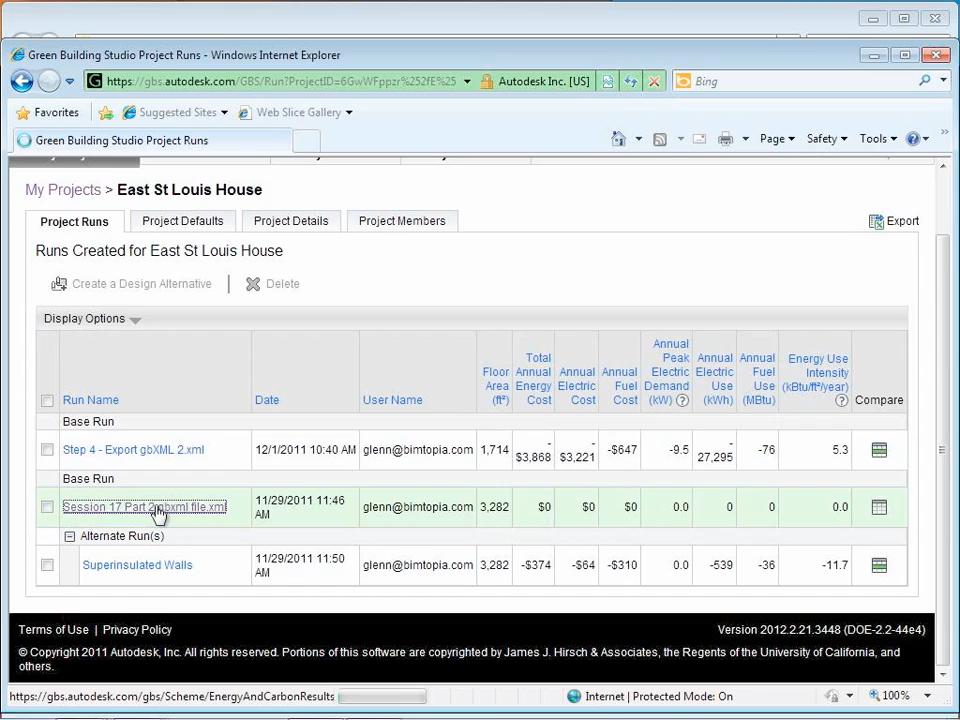 Green Building Studio Project Runs - Windows Internet Explorer
https://gbs.autodesk.com/GBS/Run?ProjectID=6GwWFppzr%252fE%25
Autodesk Inc. [US]
Bing
Favorites
Suggested Sites
Web Slice Gallery
Green Building Studio Project Runs
Page
Safety
Tools
My Projects > East St Louis House
Project Runs
Project Defaults
Project Details
Project Members
Export
Runs Created for East St Louis House
Create a Design Alternative
Delete
Display Options
Run Name
Date
User Name
Floor Area (ft²)
Total Annual Energy Cost
Annual Electric Cost
Annual Fuel Cost
Annual Peak Electric Demand (kW)
Annual Electric Use (kWh)
Annual Fuel Use (MBtu)
Energy Use Intensity (kBtu/ft²/year)
Compare
Base Run
Step 4 - Export gbXML 2.xml 12/1/2011 10:40 AM glenn@bimtopia.com 1,714 -$3,868 -$3,221 -$647 -9.5 -27,295 -76 5.3
Base Run
Session 17 Part 2 gbxml file.xml 11/29/2011 11:46 AM glenn@bimtopia.com 3,282 $0 $0 $0 0.0 0 0 0.0
Alternate Run(s)
Superinsulated Walls 11/29/2011 11:50 AM glenn@bimtopia.com 3,282 -$374 -$64 -$310 0.0 -539 -36 -11.7
Terms of Use | Privacy Policy
Version 2012.2.21.3448 (DOE-2.2-44e4)
© Copyright 2011 Autodesk, Inc. All rights reserved. Portions of this software are copyrighted by James J. Hirsch & Associates, the Regents of the University of California, and
others.
https://gbs.autodesk.com/gbs/Scheme/EnergyAndCarbonResults
Internet | Protected Mode: On
100%